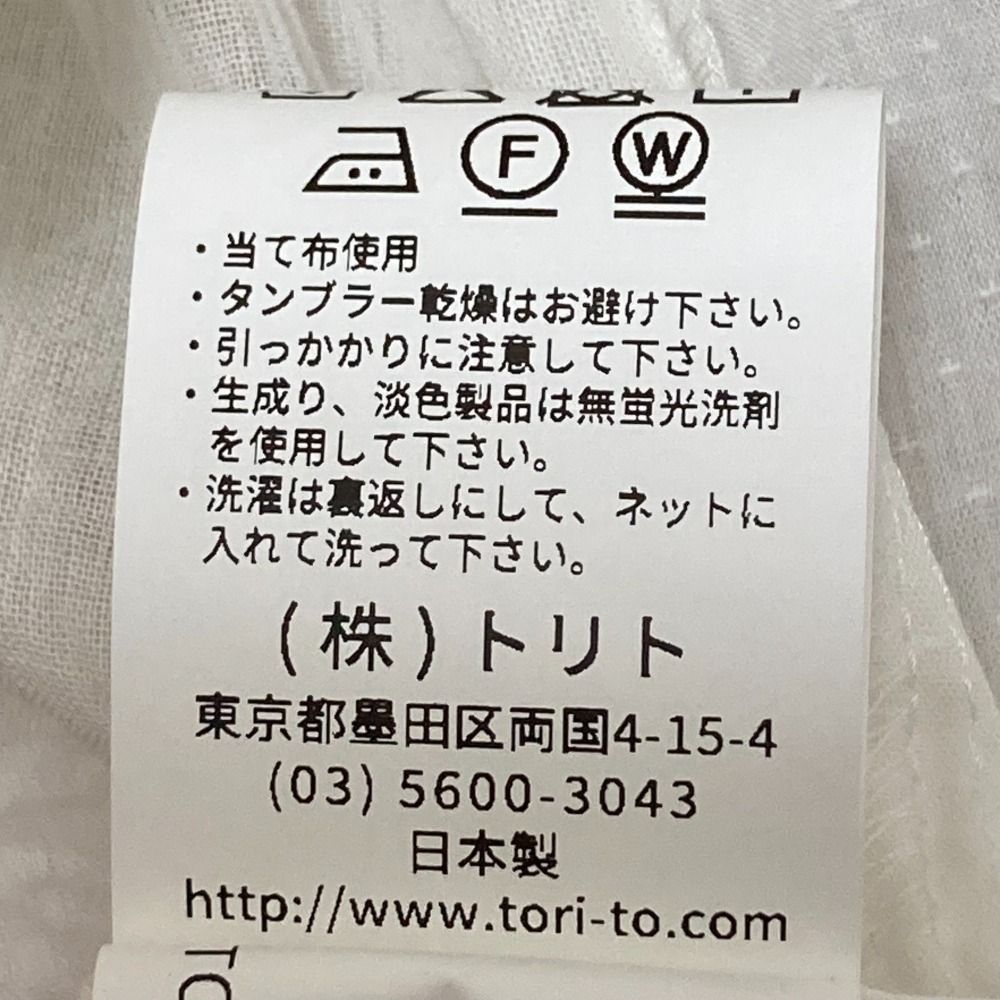 F W
・当て布使用
・タンブラー乾燥はお避け下さい。
・引っかかりに注意して下さい。
・生成り、淡色製品は無蛍光洗剤
を使用して下さい。
・洗濯は裏返しにして、ネットに
入れて洗って下さい。
(株)トリト
東京都墨田区両国4-15-4
(03) 5600-3043
日本製
http://www.tori-to.com